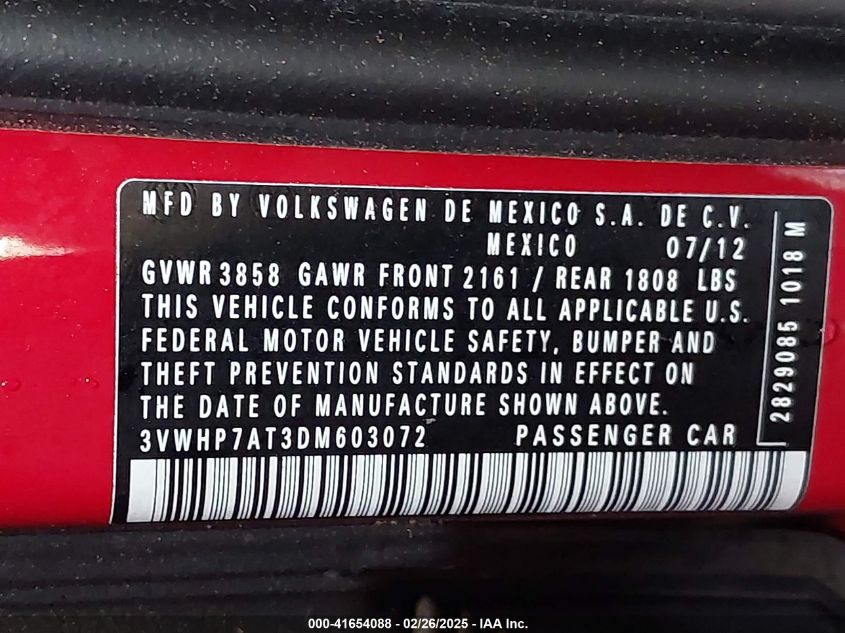 MFD BY VOLKSWAGEN DE MEXICO S.A. DE C.V.
MEXICO 07/12
GVWR 3858 GAWR FRONT 2161 / REAR 1808 LBS
THIS VEHICLE CONFORMS TO ALL APPLICABLE U.S.
FEDERAL MOTOR VEHICLE SAFETY, BUMPER AND
THEFT PREVENTION STANDARDS IN EFFECT ON
THE DATE OF MANUFACTURE SHOWN ABOVE.
3VWHP7AT3DM603072 PASSENGER CAR
2829085 1018 M
000-41654088 - 02/26/2025 - IAA Inc.